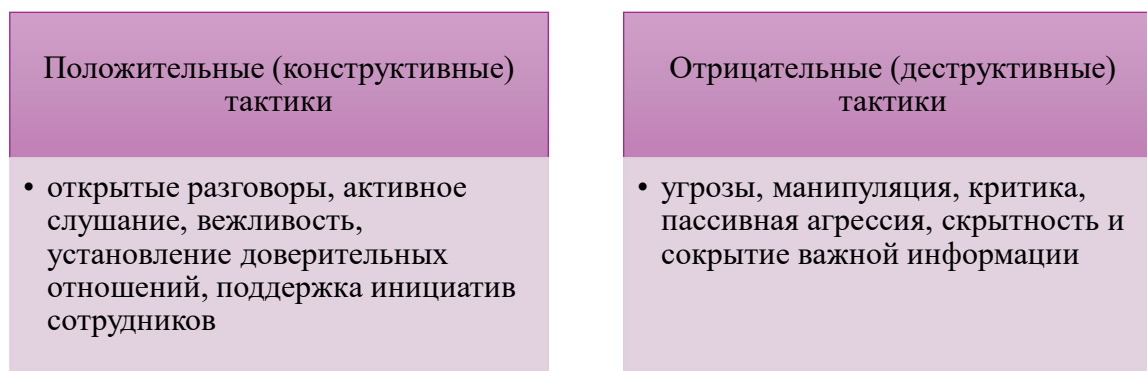 Положительные (конструктивные)
тактики
• открытые разговоры, активное
слушание, вежливость,
установление доверительных
отношений, поддержка инициатив
сотрудников
Отрицательные (деструктивные)
тактики
• угрозы, манипуляция, критика,
пассивная агрессия, скрытность и
сокрытие важной информации